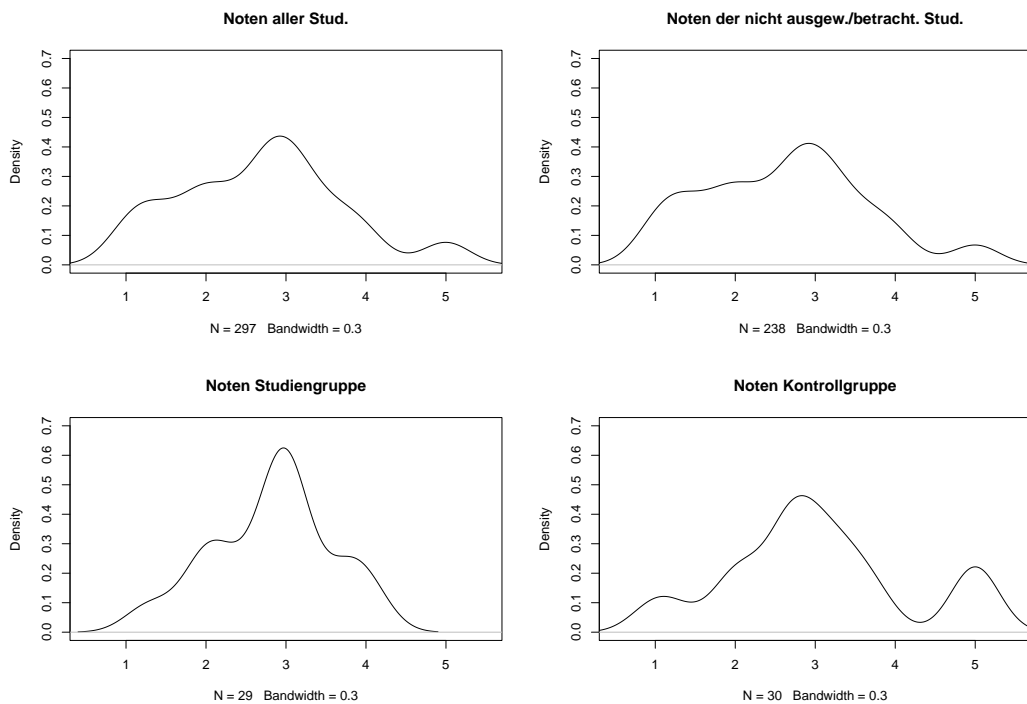 Noten aller Stud.
Density
0.0 0.1 0.2 0.3 0.4 0.5 0.6 0.7
1 2 3 4 5
N = 297 Bandwidth = 0.3
Noten der nicht ausgew./betracht. Stud.
Density
0.0 0.1 0.2 0.3 0.4 0.5 0.6 0.7
1 2 3 4 5
N = 238 Bandwidth = 0.3
Noten Studiengruppe
Density
0.0 0.1 0.2 0.3 0.4 0.5 0.6 0.7
1 2 3 4 5
N = 29 Bandwidth = 0.3
Noten Kontrollgruppe
Density
0.0 0.1 0.2 0.3 0.4 0.5 0.6 0.7
1 2 3 4 5
N = 30 Bandwidth = 0.3